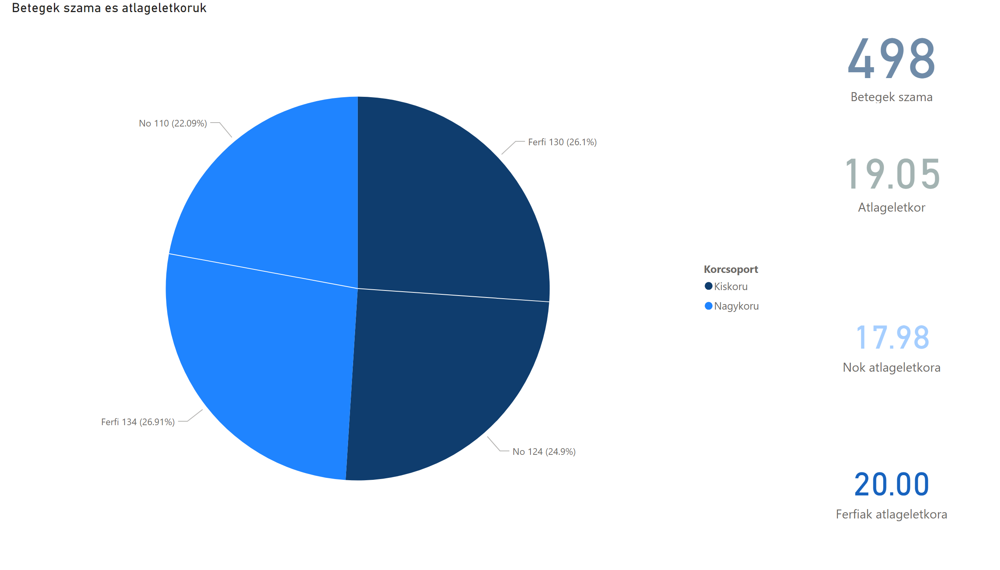 Betegek szama es atlageletkoruk
498
Betegek szama
No 110 (22.09%)
Ferfi 130 (26.1%)
19.05
Atlageletkor
Korcsoport
Kiskoru
Nagykoru
17.98
Nok atlageletkora
Ferfi 134 (26.91%)
No 124 (24.9%)
20.00
Ferfiak atlageletkora